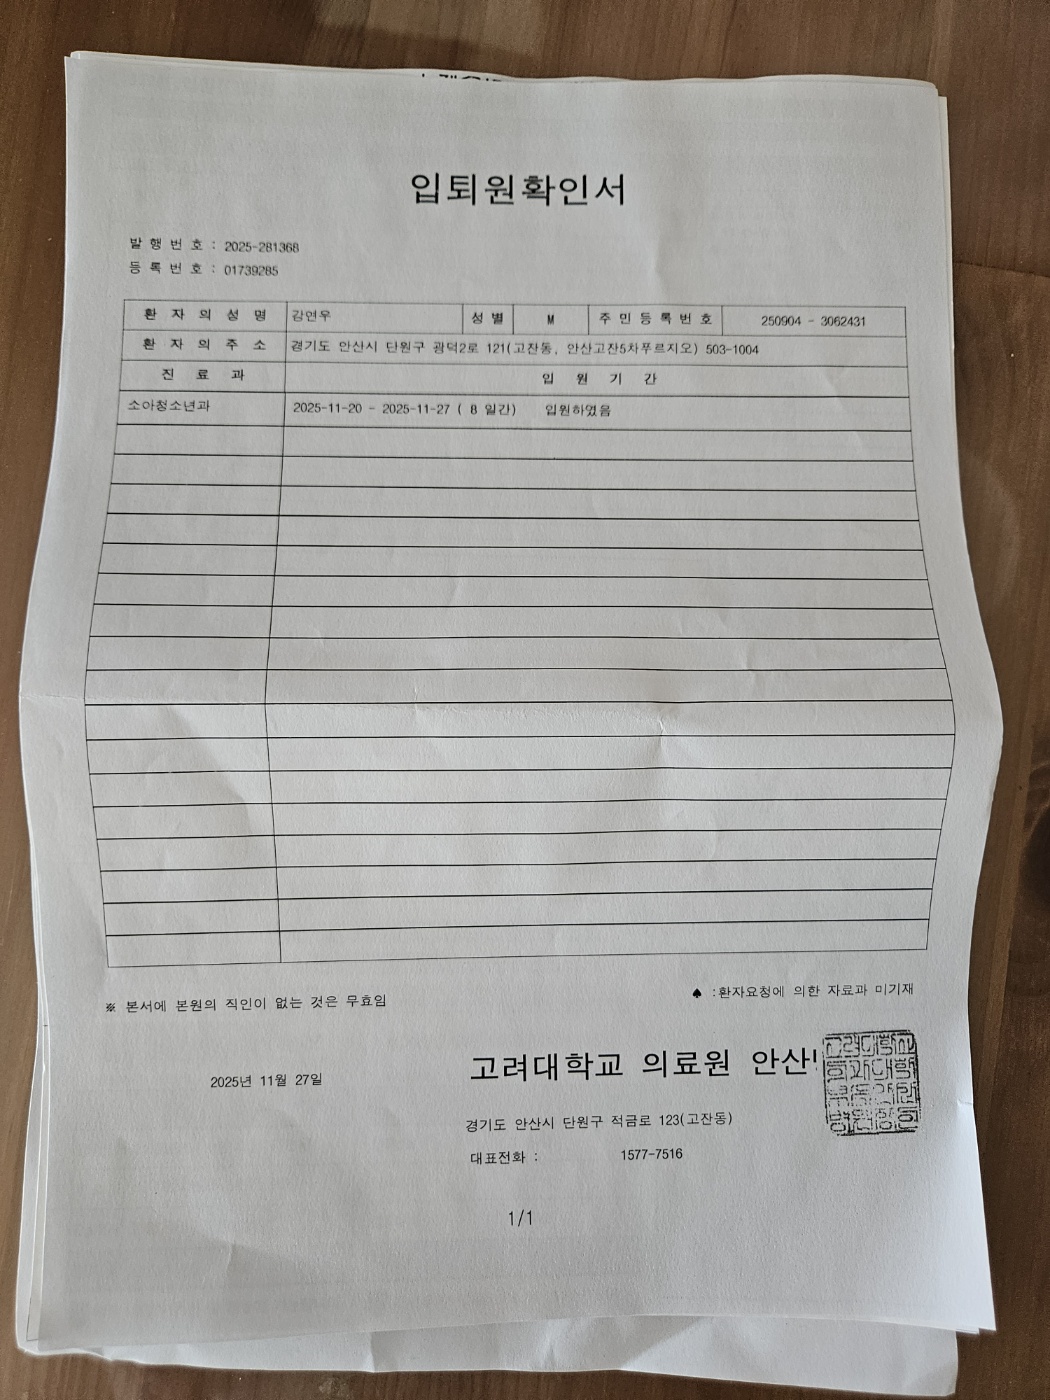 입퇴원확인서
발 행 번 호 : 2025-281368
등 록 번 호 : 01739285
환 자 의 성 명 강연우 성 별 M 주 민 등 록 번 호 250904 - 3062431
환 자 의 주 소 경기도 안산시 단원구 광덕2로 121(고잔동, 안산고잔5차푸르지오) 503-1004
진 료 과 입 원 기 간
소아청소년과 2025-11-20 - 2025-11-27 ( 8 일간) 입원하였음
※ 본서에 본원의 직인이 없는 것은 무효임 ♠ :환자요청에 의한 자료과 미기재
2025년 11월 27일 고려대학교 의료원 안산
경기도 안산시 단원구 적금로 123(고잔동)
대표전화 : 1577-7516
1/1